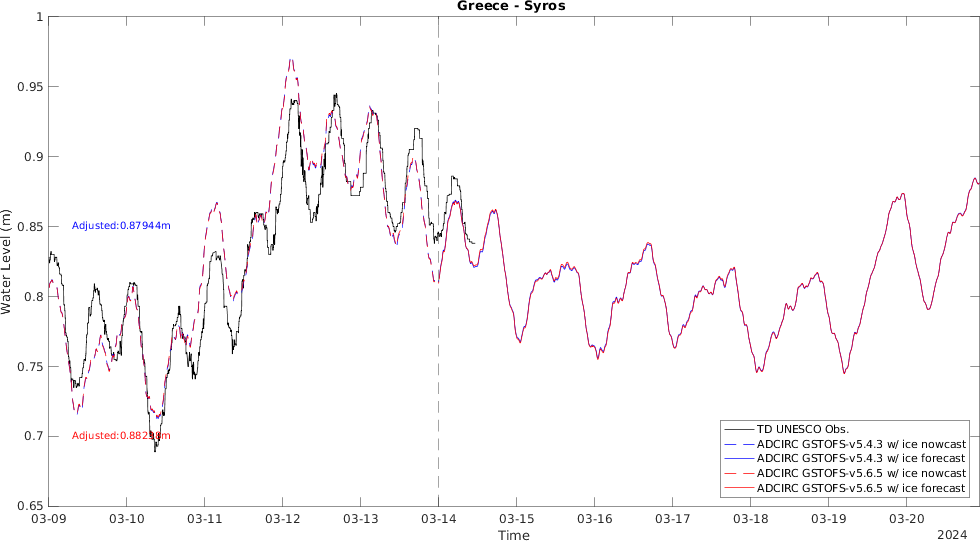 Greece - Syros
Water Level (m)
1
0.95
0.9
0.85
0.8
0.75
0.7
0.65
Adjusted:0.87944m
03-09
03-10
03-11
03-12
03-13
03-14
03-15
03-16
03-17
03-18
03-19
03-20
Time
2024
TD UNESCO Obs.
ADCIRC GSTOFS-v5.4.3 w/ ice nowcast
ADCIRC GSTOFS-v5.4.3 w/ ice forecast
ADCIRC GSTOFS-v5.6.5 w/ ice nowcast
ADCIRC GSTOFS-v5.6.5 w/ ice forecast